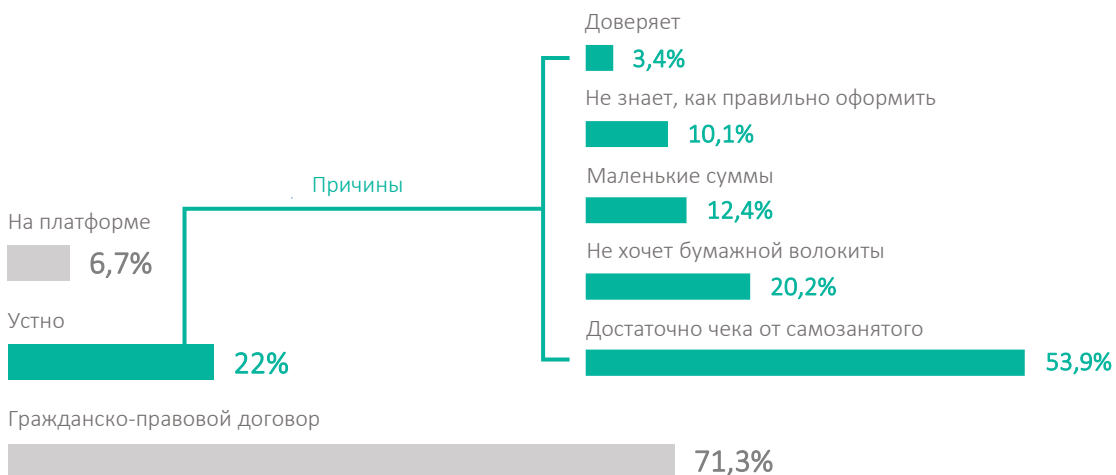 Доверяет
3,4%
Не знает, как правильно оформить
10,1%
Причины
Маленькие суммы
12,4%
На платформе
6,7%
Не хочет бумажной волокиты
20,2%
Устно
22%
Достаточно чека от самозанятого
53,9%
Гражданско-правовой договор
71,3%